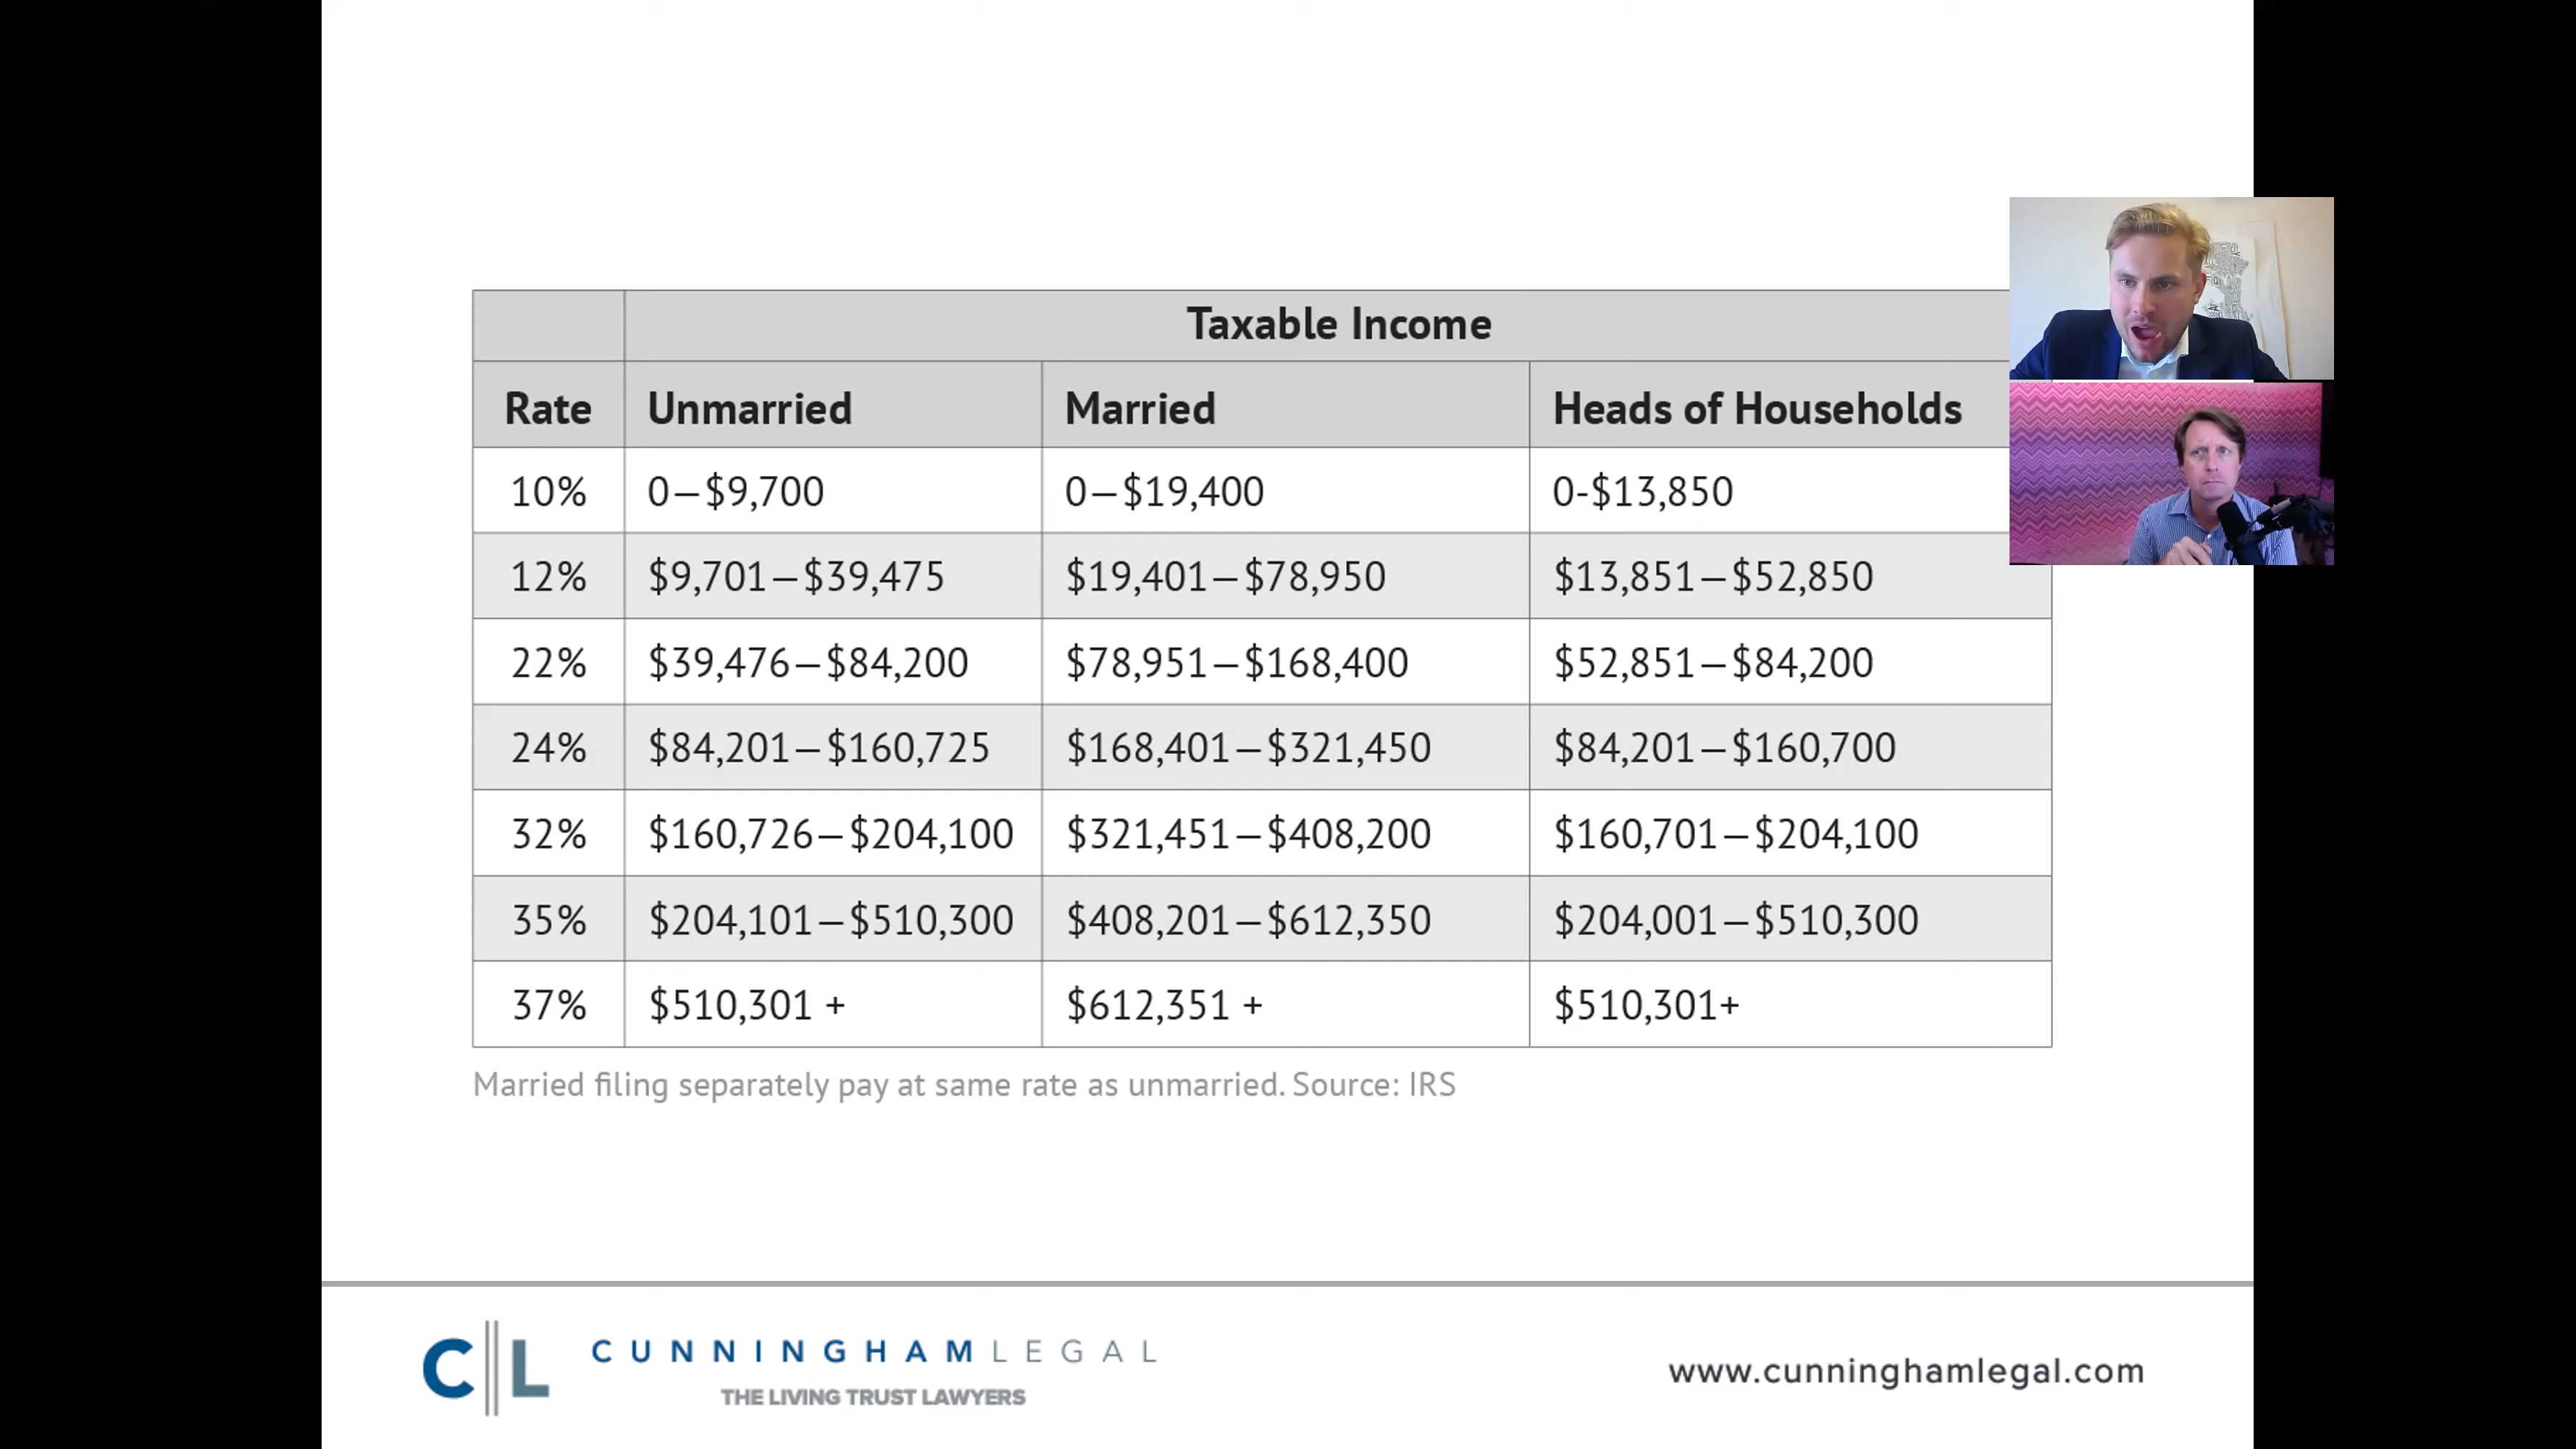 Taxable Income
Rate Unmarried Married Heads of Households
10% 0—$9,700 0—$19,400 0-$13,850
12% $9,701—$39,475 $19,401—$78,950 $13,851—$52,850
22% $39,476—$84,200 $78,951—$168,400 $52,851—$84,200
24% $84,201—$160,725 $168,401—$321,450 $84,201—$160,700
32% $160,726—$204,100 $321,451—$408,200 $160,701—$204,100
35% $204,101—$510,300 $408,201—$612,350 $204,001—$510,300
37% $510,301 + $612,351 + $510,301+
Married filing separately pay at same rate as unmarried. Source: IRS
CL CUNNINGHAMLEGAL
THE LIVING TRUST LAWYERS
www.cunninghamlegal.com